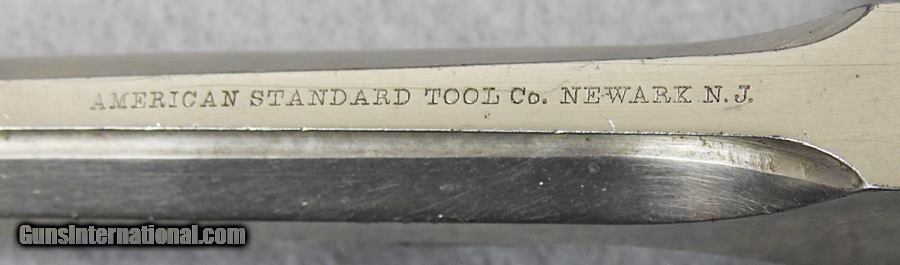 AMERICAN STANDARD TOOL Co. NEWARK N.J.
GunsInternational.com